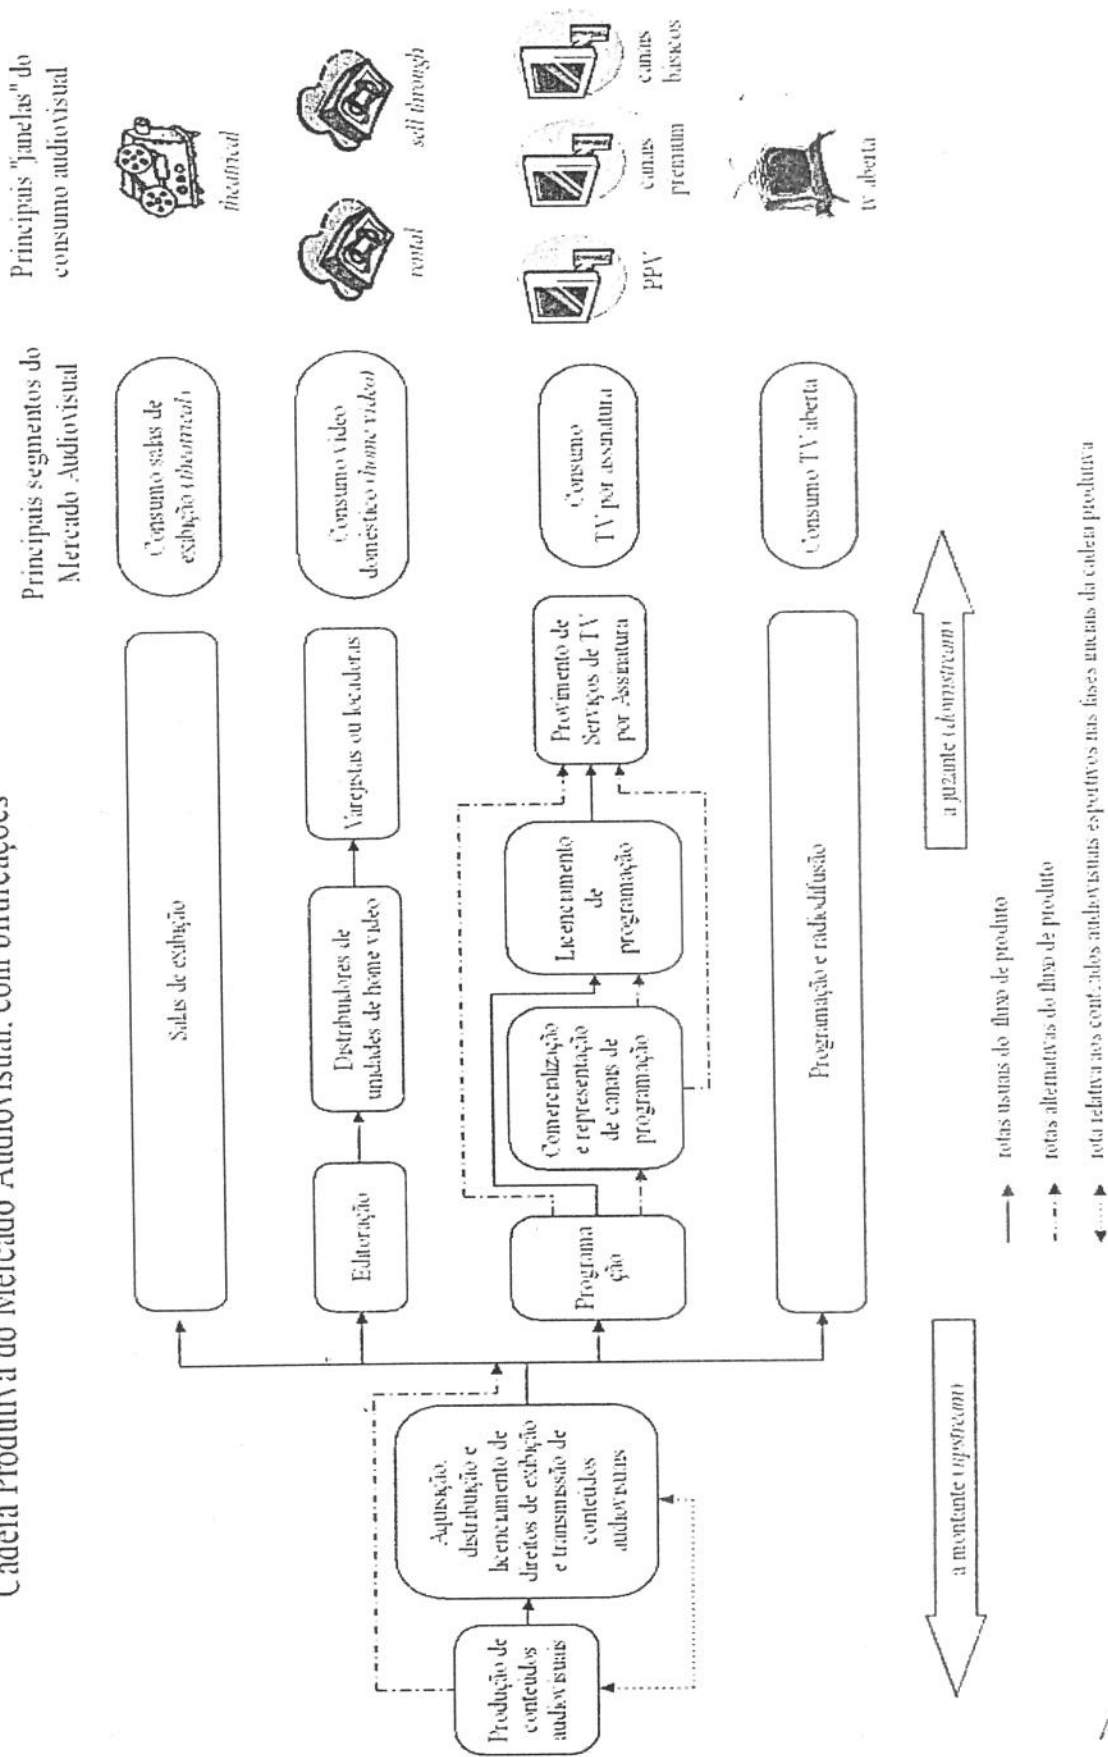 Cadeia Produtiva do Mercado Audiovisual, com bifurcações
Principais segmentos do
Mercado Audiovisual
Principais "janelas" do
consumo audiovisual
Produção de
conteúdos
audiovisuais
Aquisição,
distribuição e
licenciamento de
direitos de exibição
e transmissão de
conteúdos
audiovisuais
Salas de exibição
Consumo salas de
exibição (theatrical)
theatrical
Editoração
Distribuidores de
unidades de home video
Varejistas ou locadoras
Consumo vídeo
doméstico (home video)
rental
sell through
Programa
ção
Comercialização
e representação
de canais de
programação
Licenciamento
de
programação
Provimento de
Serviços de TV
por Assinatura
Consumo
TV por assinatura
PPV
canais
premium
canais
básicos
Programação e radiodifusão
Consumo TV aberta
tv aberta
a montante (upstream)
a juzante (downstream)
rotas usuais do fluxo de produto
rotas alternativas do fluxo de produto
rota relativa aos conteúdos audiovisuais esportivos nas fases iniciais da cadeia produtiva